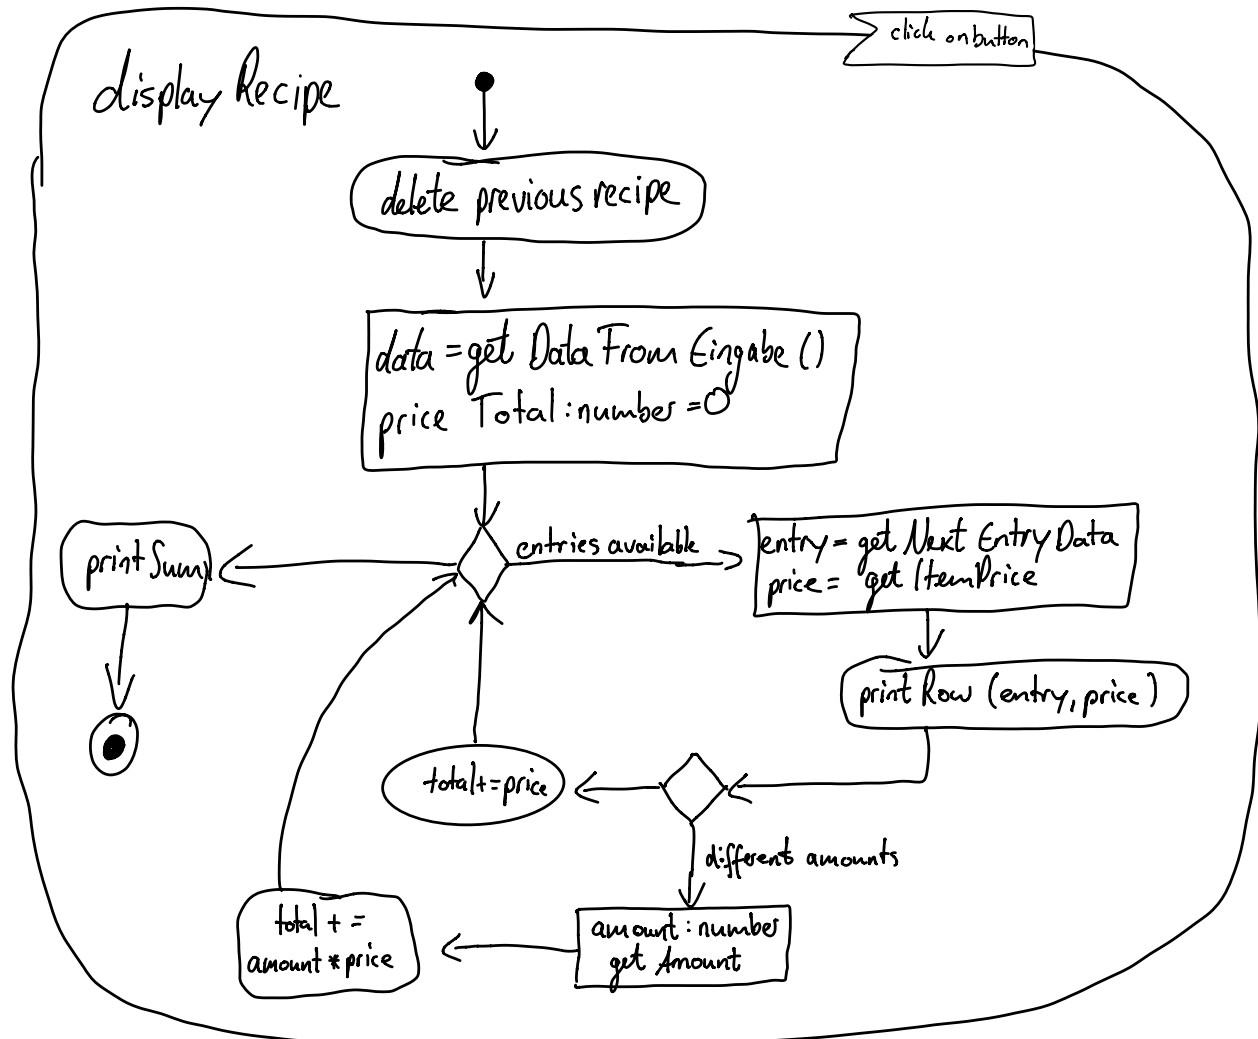 click on button
display Recipe
delete previous recipe
data = get Data From Eingabe ()
price Total : number = 0
entries available
entry = get Next Entry Data
price = get ItemPrice
print Sum
print Row (entry, price)
total += price
different amounts
total + =
amount * price
amount : number
get Amount